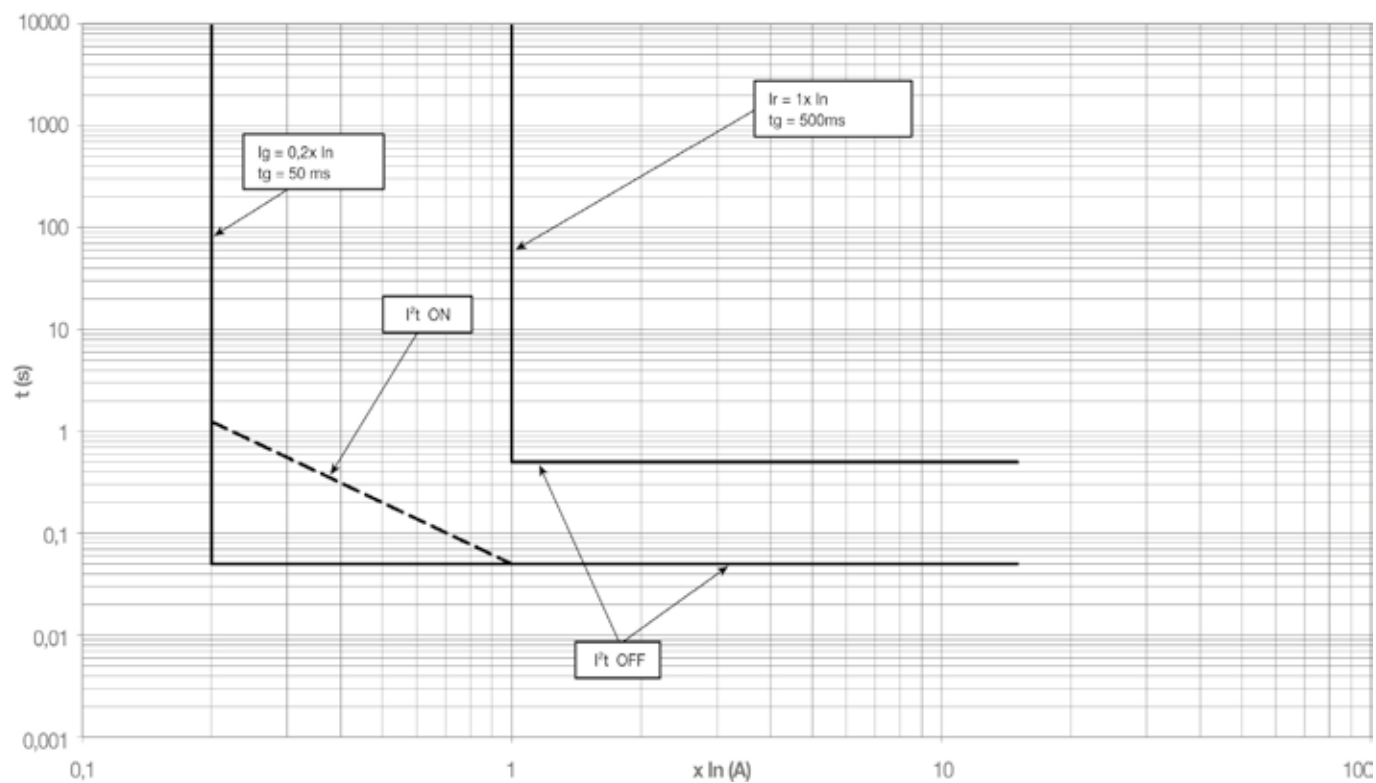 10000
1000
100
10
1
0,1
0,01
0,001
t (s)
Ig = 0,2x In
tg = 50 ms
Ir = 1x In
tg = 500ms
I²t ON
I²t OFF
0,1
1
x In (A)
10
100